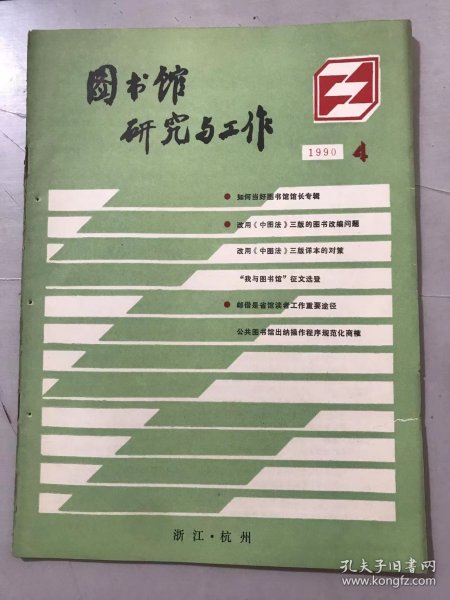 图书馆
研究与工作
1990 4
● 如何当好图书馆馆长专辑
● 改用《中图法》三版的图书改编问题
改用《中图法》三版详本的对策
“我与图书馆”征文选登
● 邮借是省馆读者工作重要途径
公共图书馆出纳操作程序规范化商榷
浙江·杭州
孔夫子旧书网
www.kongfz.com